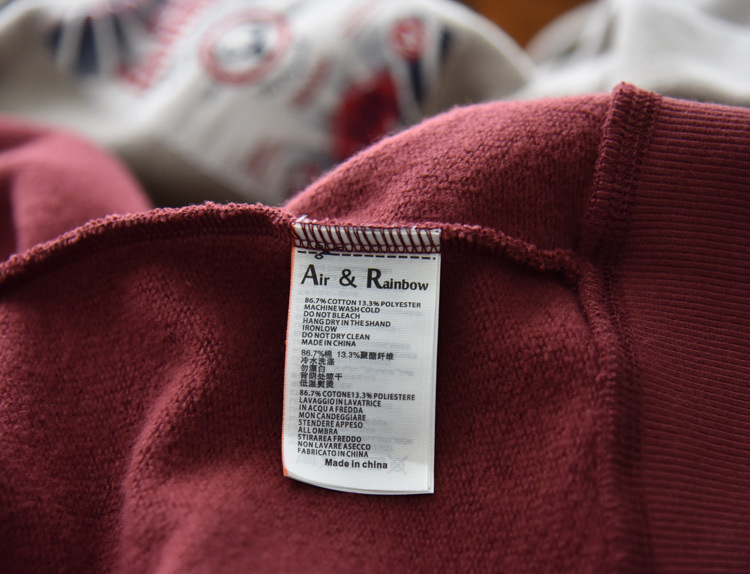 Air & Rainbow
86.7% COTTON 13.3% POLYESTER
MACHINE WASH COLD
DO NOT BLEACH
HANG DRY IN THE SHAND
IRONLOW
DO NOT DRY CLEAN
MADE IN CHINA
86.7%棉 13.3%聚酯纤维
冷水洗涤
勿漂白
背阴处晾干
低温熨烫
86.7% COTONE13.3% POLIESTERE
LAVAGGIO IN LAVATRICE
IN ACQU A FREDDA
MON CANDEGGIARE
STENDERE APPESO
ALL OMBRA
STIRAREA FREDDO
NON LAVARE ASECCO
FABRICATO IN CHINA
Made in china